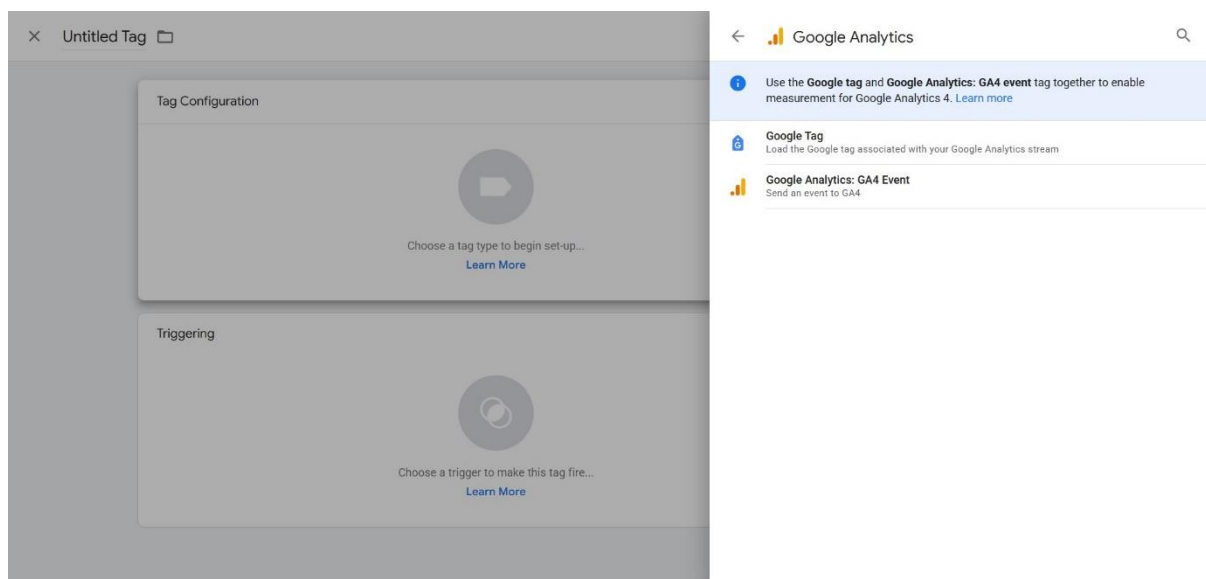 Untitled Tag
Tag Configuration
Choose a tag type to begin set-up...
Learn More
Triggering
Choose a trigger to make this tag fire...
Learn More
Google Analytics
Use the Google tag and Google Analytics: GA4 event tag together to enable
measurement for Google Analytics 4. Learn more
Google Tag
Load the Google tag associated with your Google Analytics stream
Google Analytics: GA4 Event
Send an event to GA4